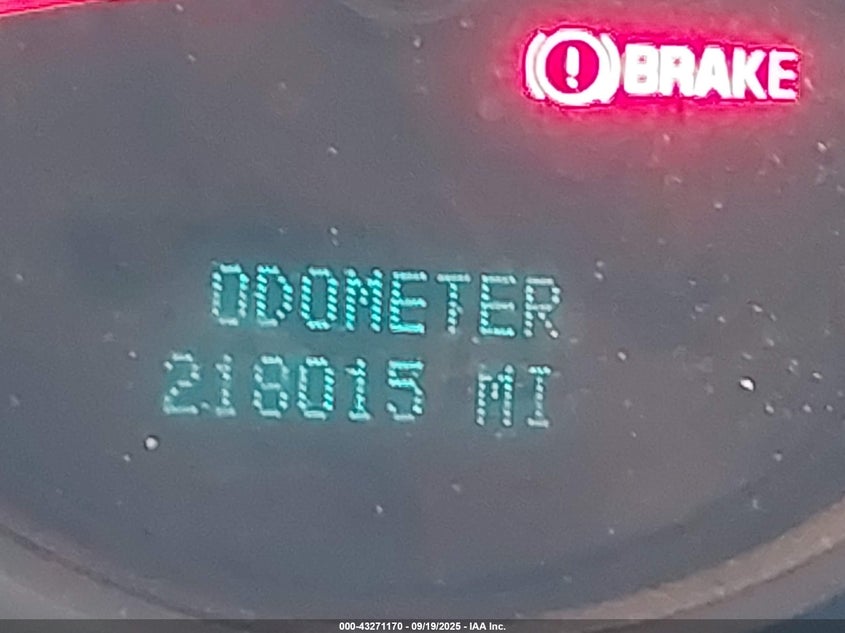 BRAKE
ODOMETER
218015 MI
000-43271170 - 09/19/2025 - IAA Inc.